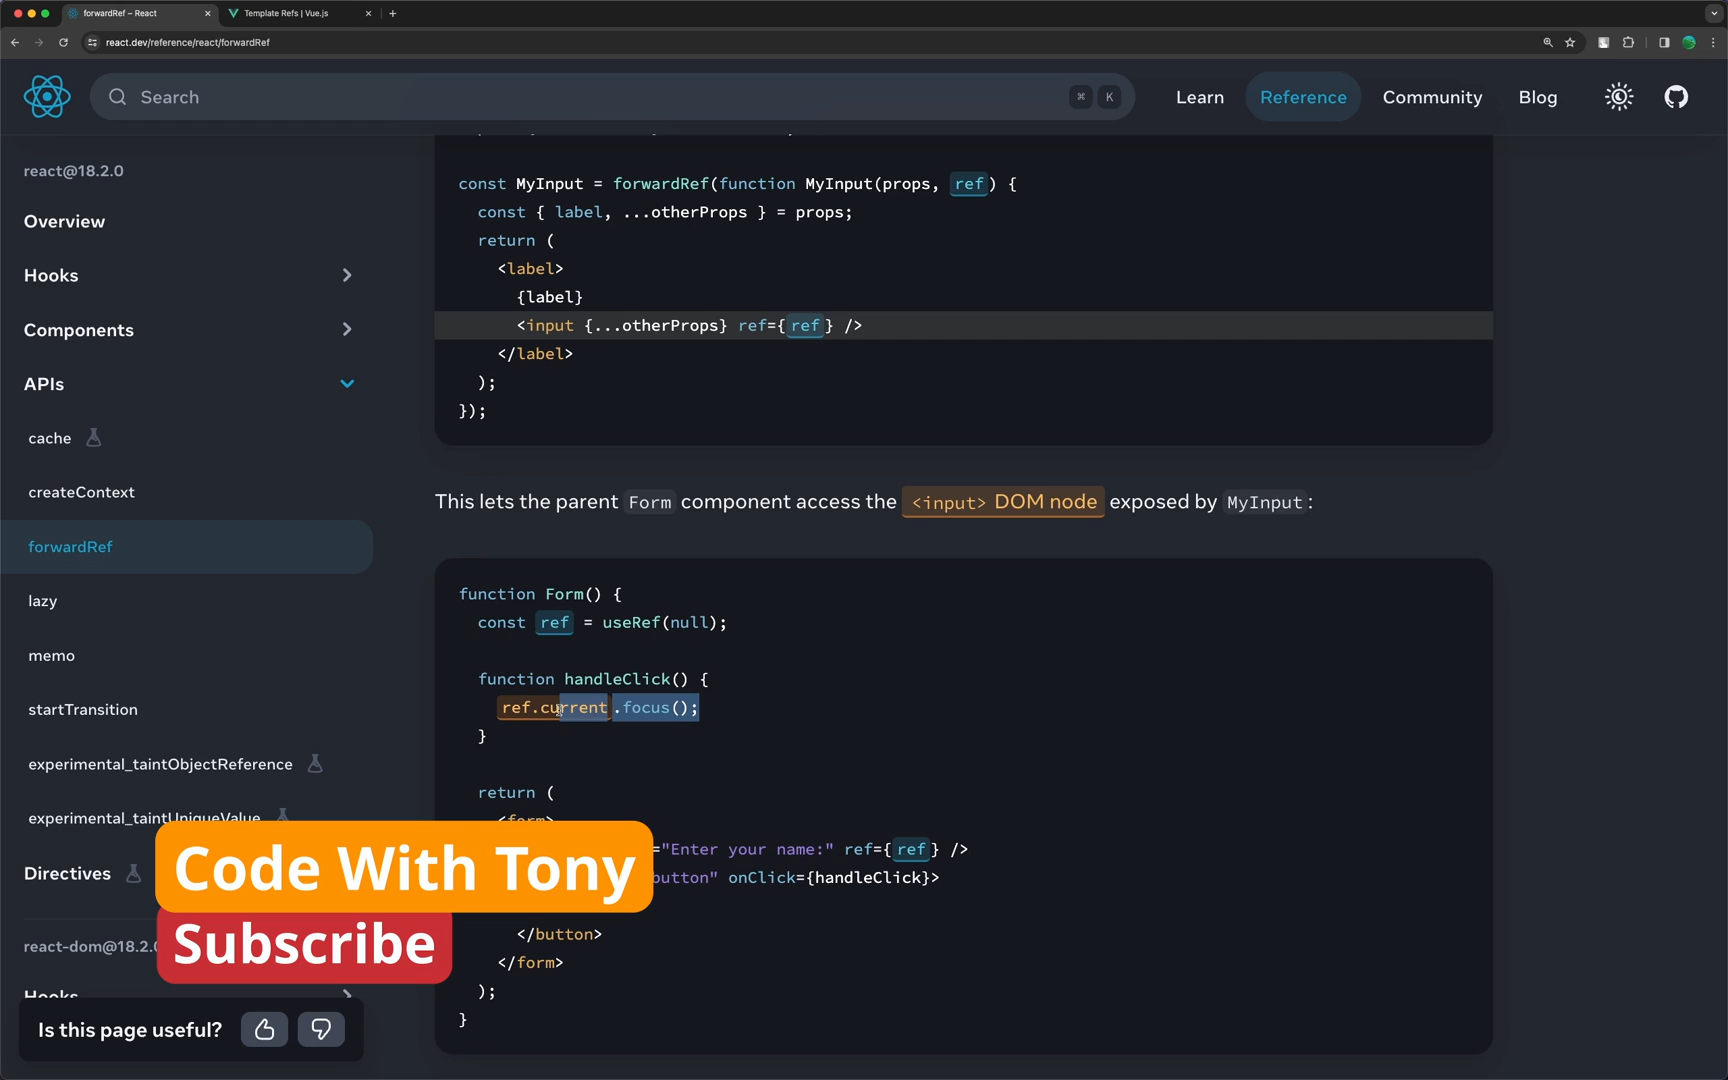 forwardRef – React
Template Refs | Vue.js
react.dev/reference/react/forwardRef
Search
⌘ K
Learn
Reference
Community
Blog
react@18.2.0
Overview
Hooks
Components
APIs
cache
createContext
forwardRef
lazy
memo
startTransition
experimental_taintObjectReference
experimental_taintUniqueValue
Directives
react-dom@18.2.0
Hooks
Is this page useful?
const MyInput = forwardRef(function MyInput(props, ref) {
const { label, ...otherProps } = props;
return (
<label>
{label}
<input {...otherProps} ref={ref} />
</label>
);
});
This lets the parent Form component access the <input> DOM node exposed by MyInput:
function Form() {
const ref = useRef(null);
function handleClick() {
ref.current.focus();
}
return (
<form>
="Enter your name:" ref={ref} />
button" onClick={handleClick}>
</button>
</form>
);
}
Code With Tony
Subscribe